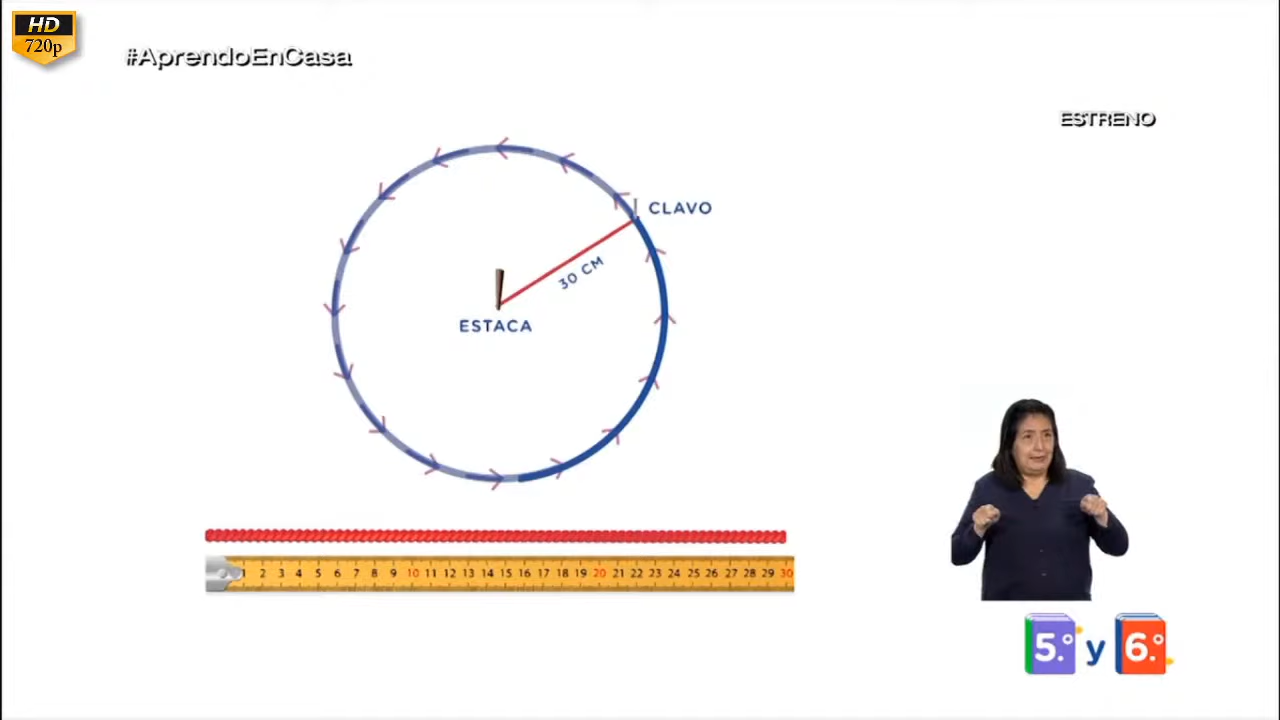 HD
720p
#AprendoEnCasa
ESTRENO
CLAVO
30 CM
ESTACA
2 3 4 5 6 7 8 9 10 11 12 13 14 15 16 17 18 19 20 21 22 23 24 25 26 27 28 29 30
5.° y 6.°